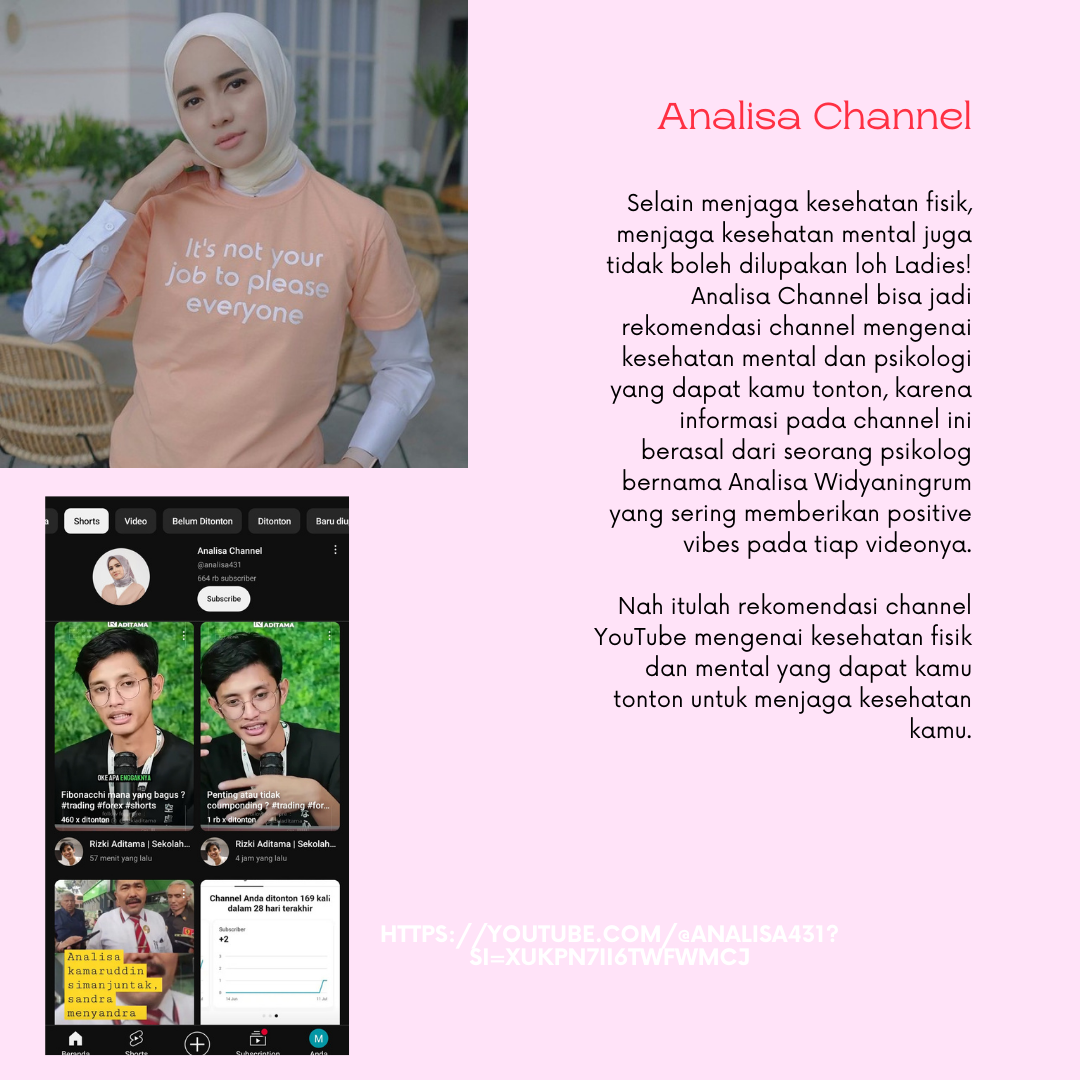 It's not your
job to please
everyone
Analisa Channel
Selain menjaga kesehatan fisik,
menjaga kesehatan mental juga
tidak boleh dilupakan loh Ladies!
Analisa Channel bisa jadi
rekomendasi channel mengenai
kesehatan mental dan psikologi
yang dapat kamu tonton, karena
informasi pada channel ini
berasal dari seorang psikolog
bernama Analisa Widyaningrum
yang sering memberikan positive
vibes pada tiap videonya.
Nah itulah rekomendasi channel
YouTube mengenai kesehatan fisik
dan mental yang dapat kamu
tonton untuk menjaga kesehatan
kamu.
Shorts Video Belum Ditonton Ditonton Baru diu
Analisa Channel
@analisa431
664 rb subscriber
Subscribe
ADITAMA
ADITAMA
OKE APA ENGGAKNYA
Fibonacchi mana yang bagus ?
#trading #forex #shorts
460 x ditonton
Penting atau tidak
coumponding ? #trading #for...
1 rb x ditonton
Rizki Aditama | Sekolah...
57 menit yang lalu
Rizki Aditama | Sekolah...
4 jam yang lalu
Analisa
kamaruddin
simanjuntak,
sandra
menyandra
Channel Anda ditonton 169 kali
dalam 28 hari terakhir
Subscriber
+2
14 Jun 11 Jul
Beranda Shorts Subscription Anda
M
HTTPS://YOUTUBE.COM/@ANALISA431?
SI=XUKPN7II6TWFWMCJ